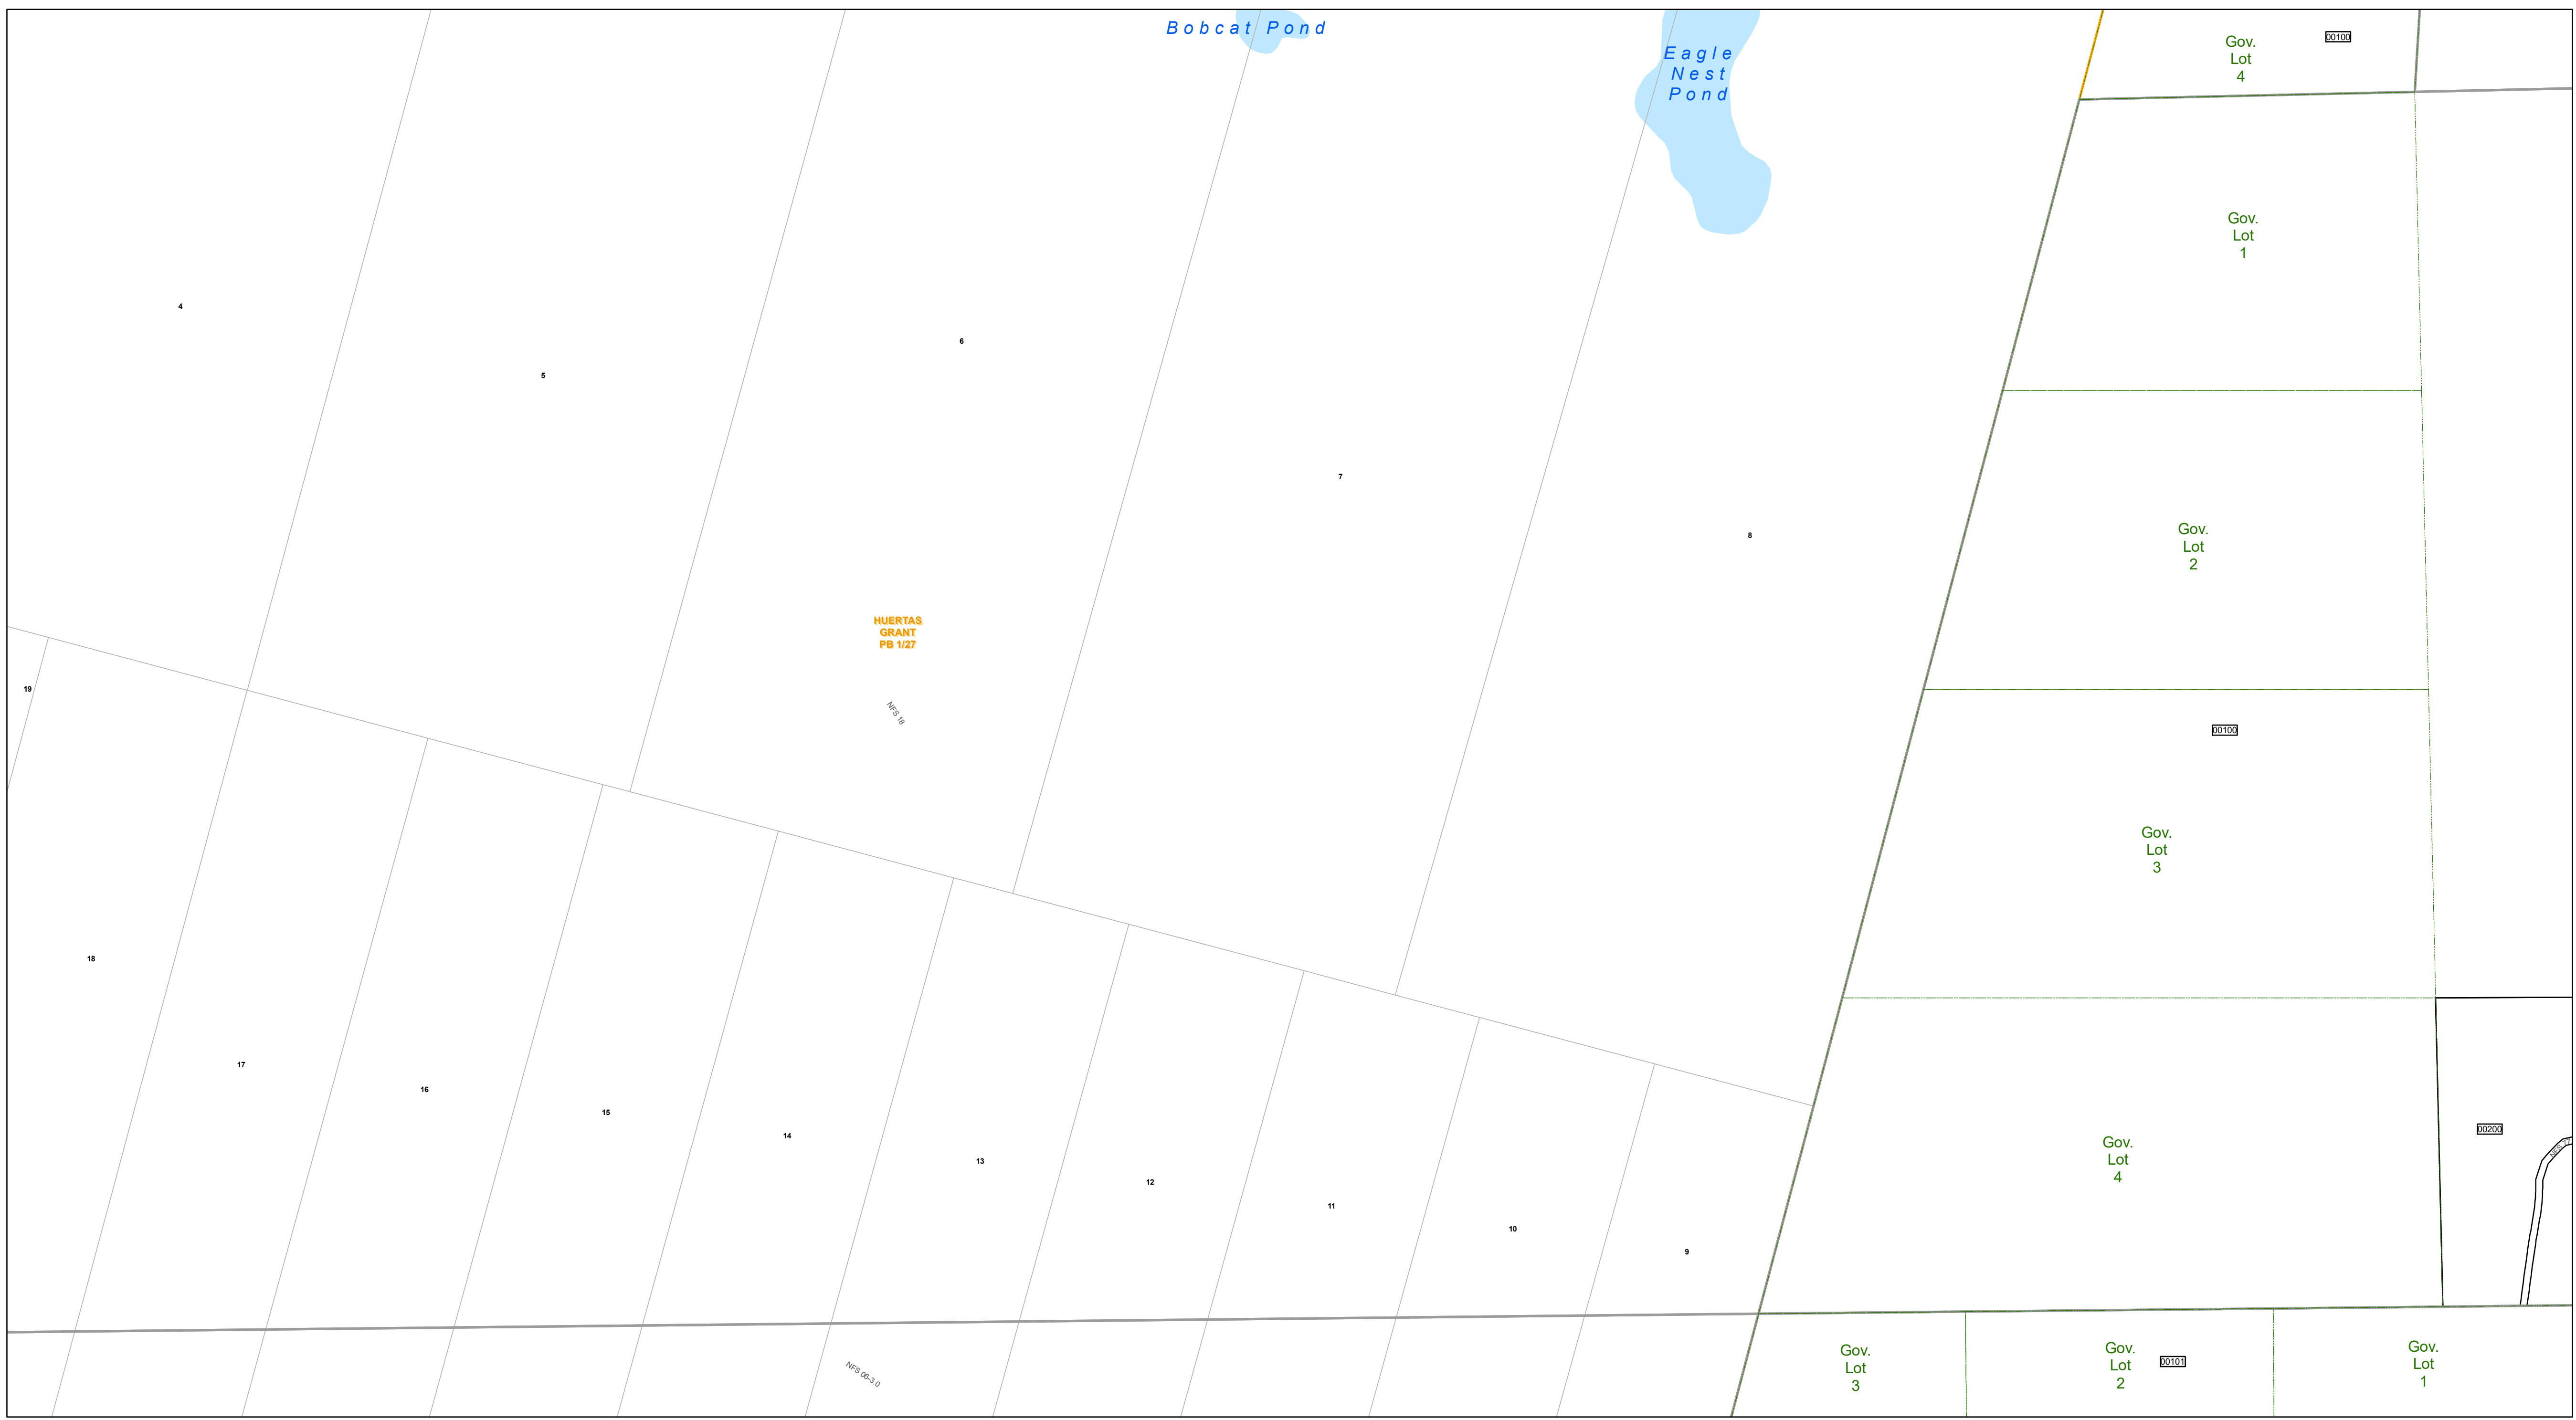 Bobcat Pond
Eagle
Nest
Pond
Gov.
Lot
4
00100
Gov.
Lot
1
4
5
6
7
8
Gov.
Lot
2
HUERTAS
GRANT
PB 1/27
19
NFS 18
00100
Gov.
Lot
3
18
17
16
15
14
13
12
11
10
9
Gov.
Lot
4
00200
NFS 37
Gov.
Lot
3
Gov.
Lot
2
00101
Gov.
Lot
1
NFS 06-3.0